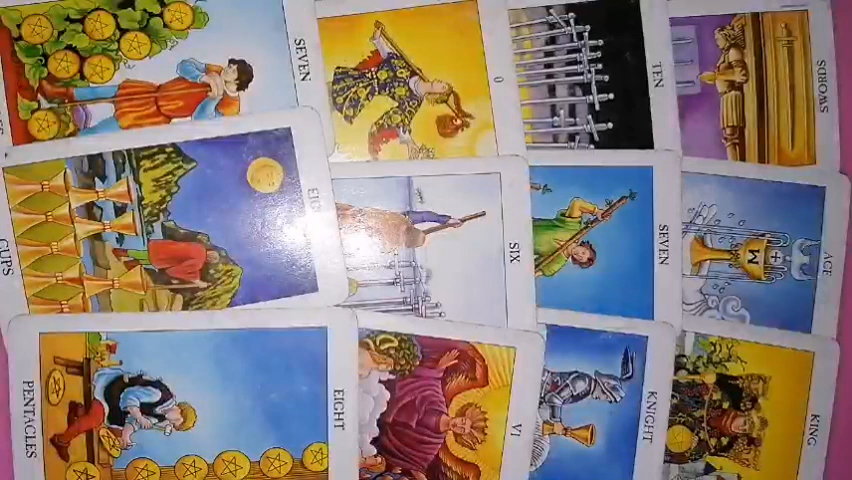 SEVEN
0
TEN
SWORDS
CUPS
SIX
SEVEN
ACE
M
PENTACLES
EIGHT
VI
KNIGHT
KING